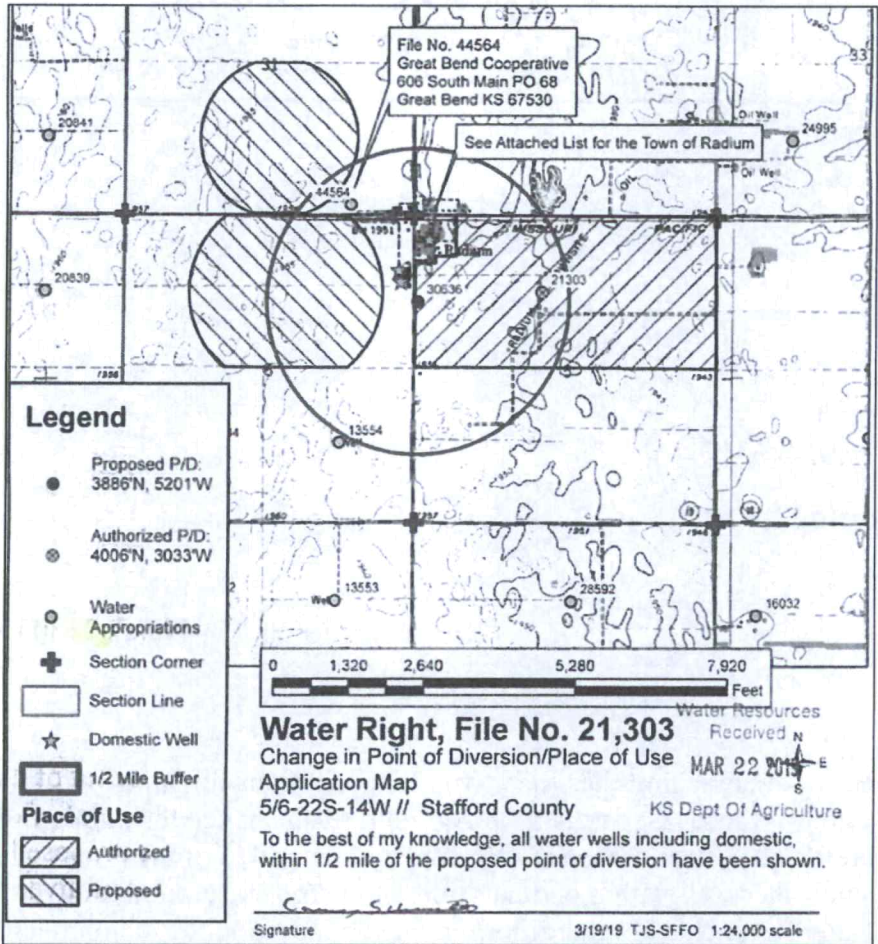 31
33
File No. 44564
Great Bend Cooperative
606 South Main PO 68
Great Bend KS 67530
See Attached List for the Town of Radium
Oil Well
Oil Well
24995
20841
44564
MISSOURI PACIFIC
OIL
Radium
20839
30636
21303
13554
13553
28592
16032
Legend
Proposed P/D:
3886'N, 5201'W
Authorized P/D:
4006'N, 3033'W
Water
Appropriations
Section Corner
Section Line
Domestic Well
1/2 Mile Buffer
Place of Use
Authorized
Proposed
0 1,320 2,640 5,280 7,920
Feet
Water Right, File No. 21,303
Change in Point of Diversion/Place of Use
Application Map
5/6-22S-14W // Stafford County
Water Resources
Received
MAR 22 2019
KS Dept Of Agriculture
N
E
S
To the best of my knowledge, all water wells including domestic,
within 1/2 mile of the proposed point of diversion have been shown.
Signature
3/19/19 TJS-SFFO 1:24,000 scale